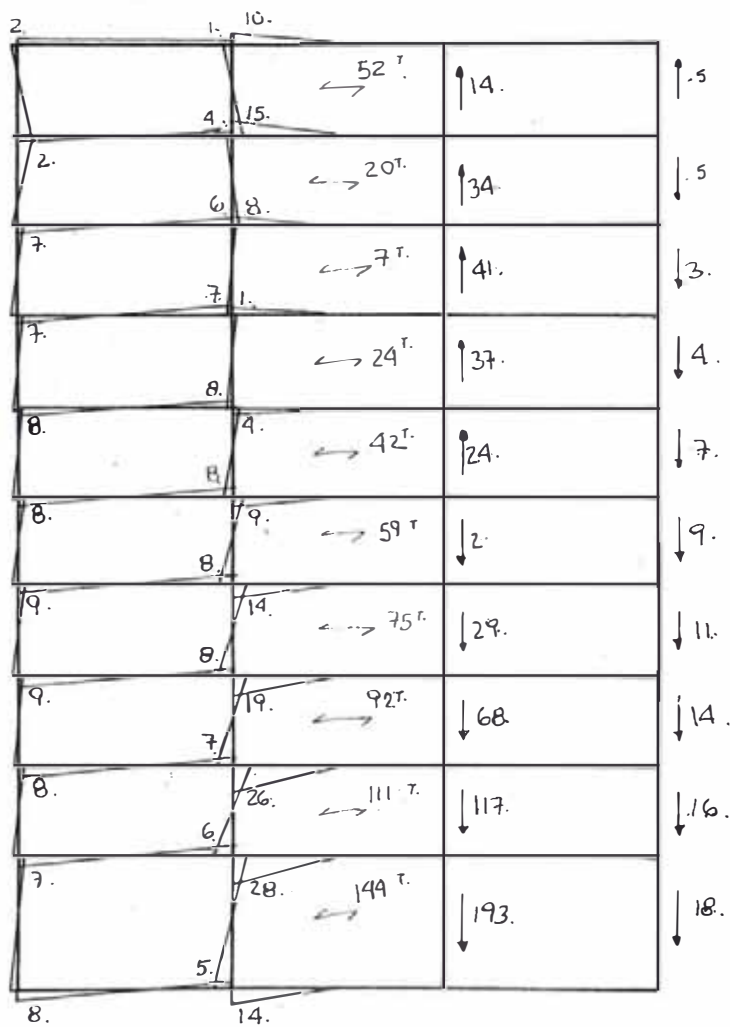 2. 1. 10.
52 T. 14. .5
4. 15.
2. 20 T. 34 .5
6 8.
7. 7 T. 41. 3.
7. 1.
7. 24 T. 37. 4.
8.
8. 4. 42 T. 24. 7.
8
8. 9. 59 T 2. 9.
8.
9. 14. 75 T. 29. 11.
8.
9. 19. 92 T. 68 14.
7
8. 26. 111 T. 117. .16.
6.
7. 28. 144 T. 193. 18.
5.
8. 14.